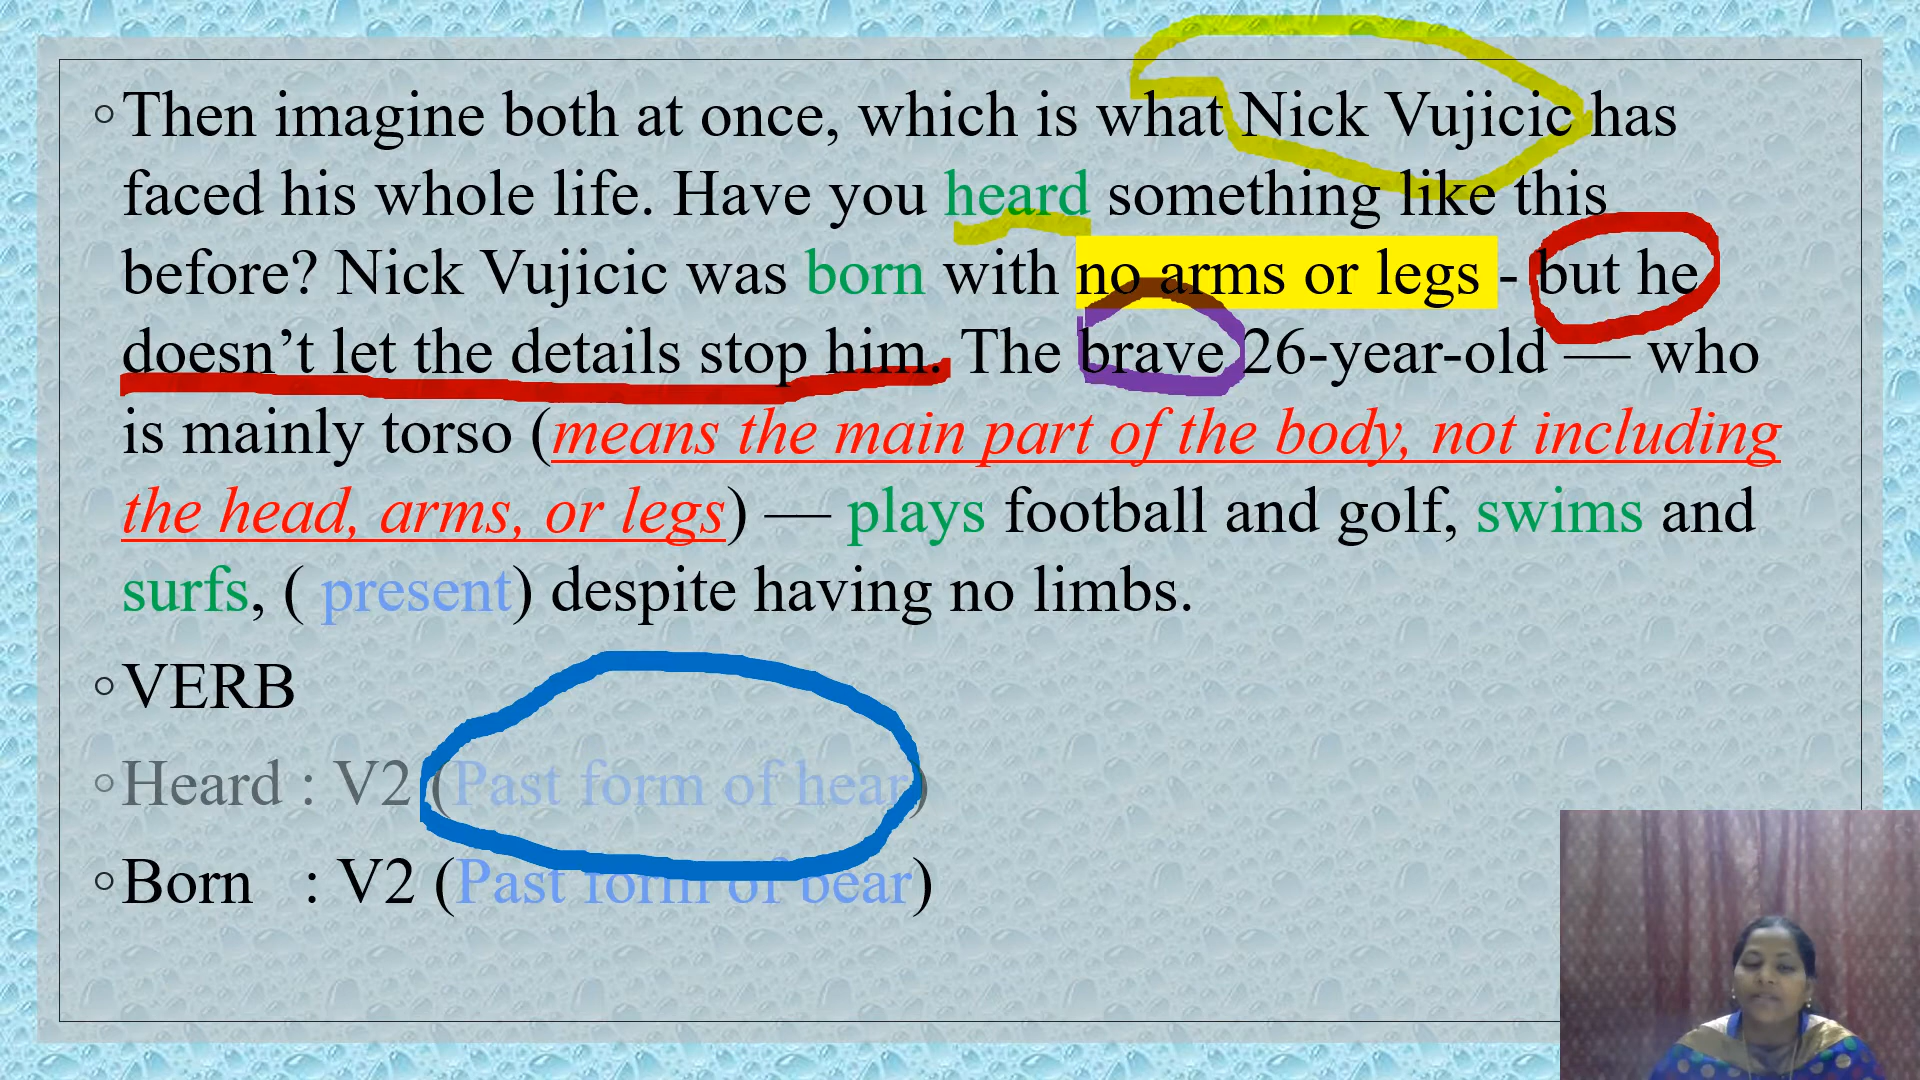 Then imagine both at once, which is what Nick Vujicic has
faced his whole life. Have you heard something like this
before? Nick Vujicic was born with no arms or legs - but he
doesn’t let the details stop him. The brave 26-year-old — who
is mainly torso (means the main part of the body, not including
the head, arms, or legs) — plays football and golf, swims and
surfs, ( present) despite having no limbs.
VERB
Heard : V2 (Past form of hear)
Born : V2 (Past form of bear)